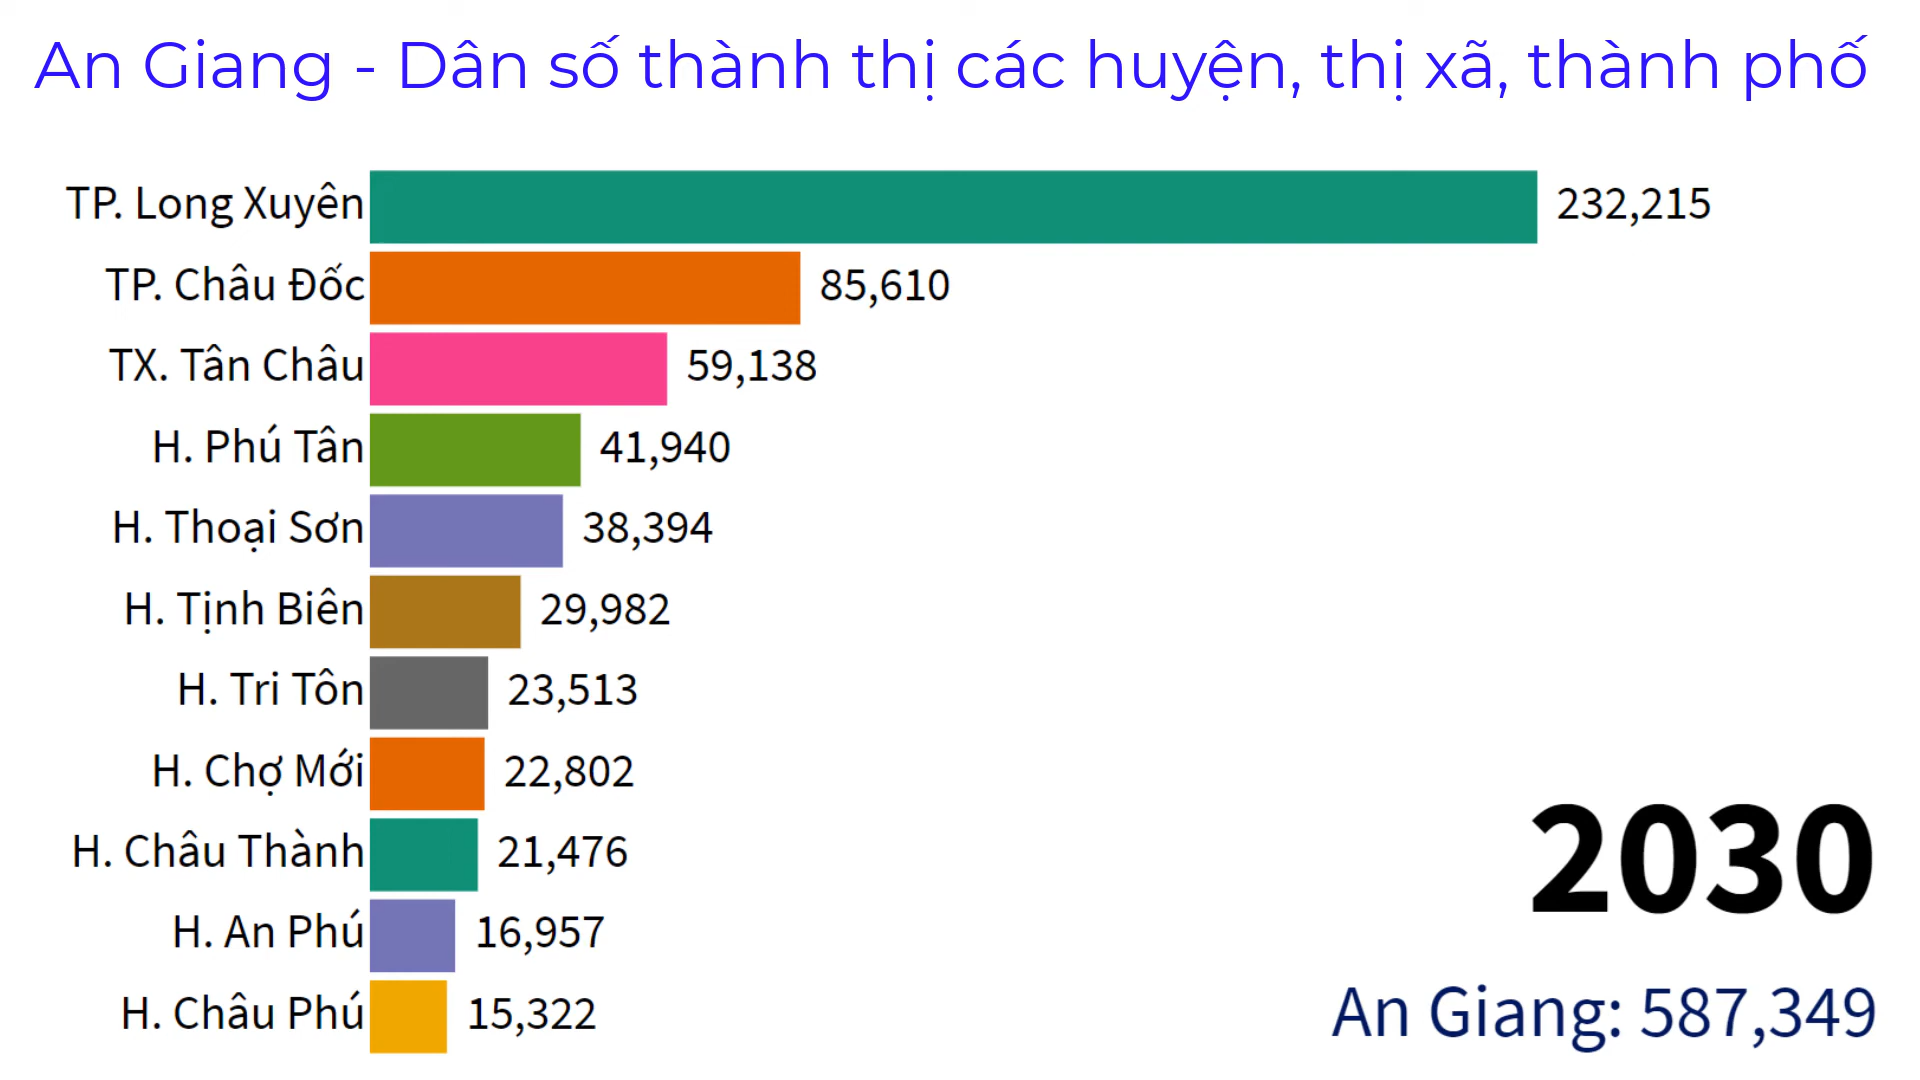 An Giang - Dân số thành thị các huyện, thị xã, thành phố
TP. Long Xuyên 232,215
TP. Châu Đốc 85,610
TX. Tân Châu 59,138
H. Phú Tân 41,940
H. Thoại Sơn 38,394
H. Tịnh Biên 29,982
H. Tri Tôn 23,513
H. Chợ Mới 22,802
H. Châu Thành 21,476
H. An Phú 16,957
H. Châu Phú 15,322
2030
An Giang: 587,349